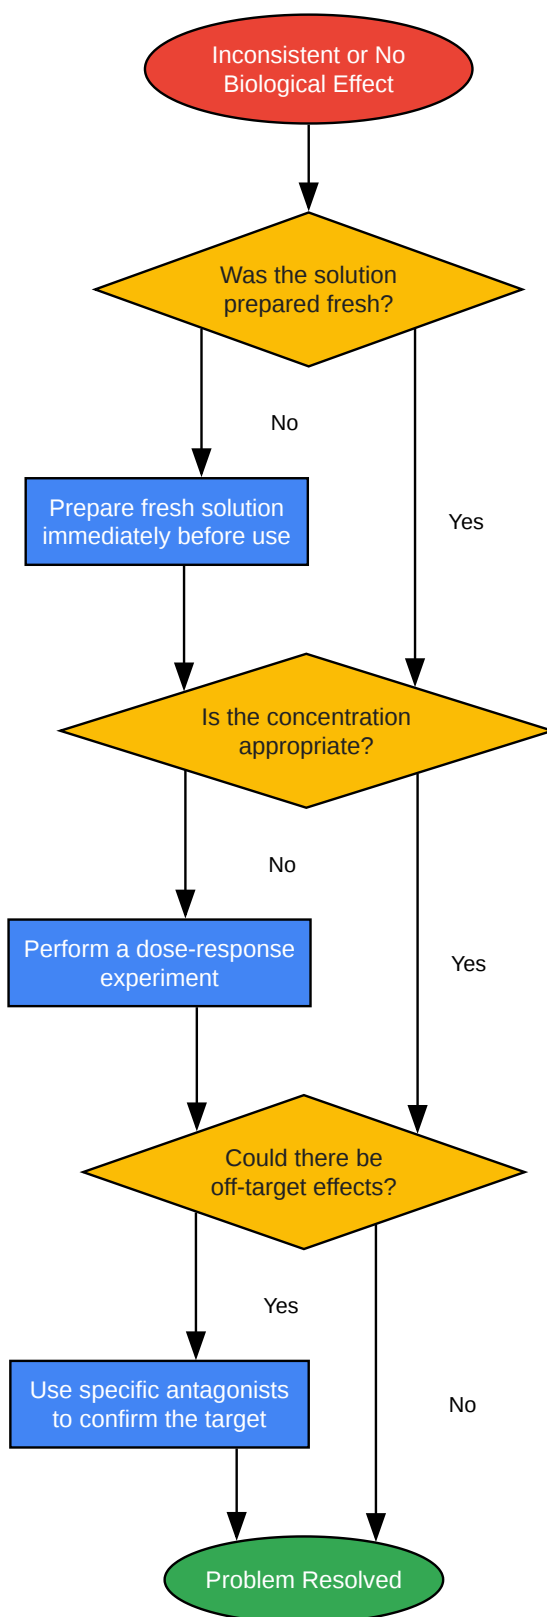 Inconsistent or No
Biological Effect
Was the solution
prepared fresh?
No
Prepare fresh solution
immediately before use
Yes
Is the concentration
appropriate?
No
Perform a dose-response
experiment
Yes
Could there be
off-target effects?
Yes
Use specific antagonists
to confirm the target
No
Problem Resolved